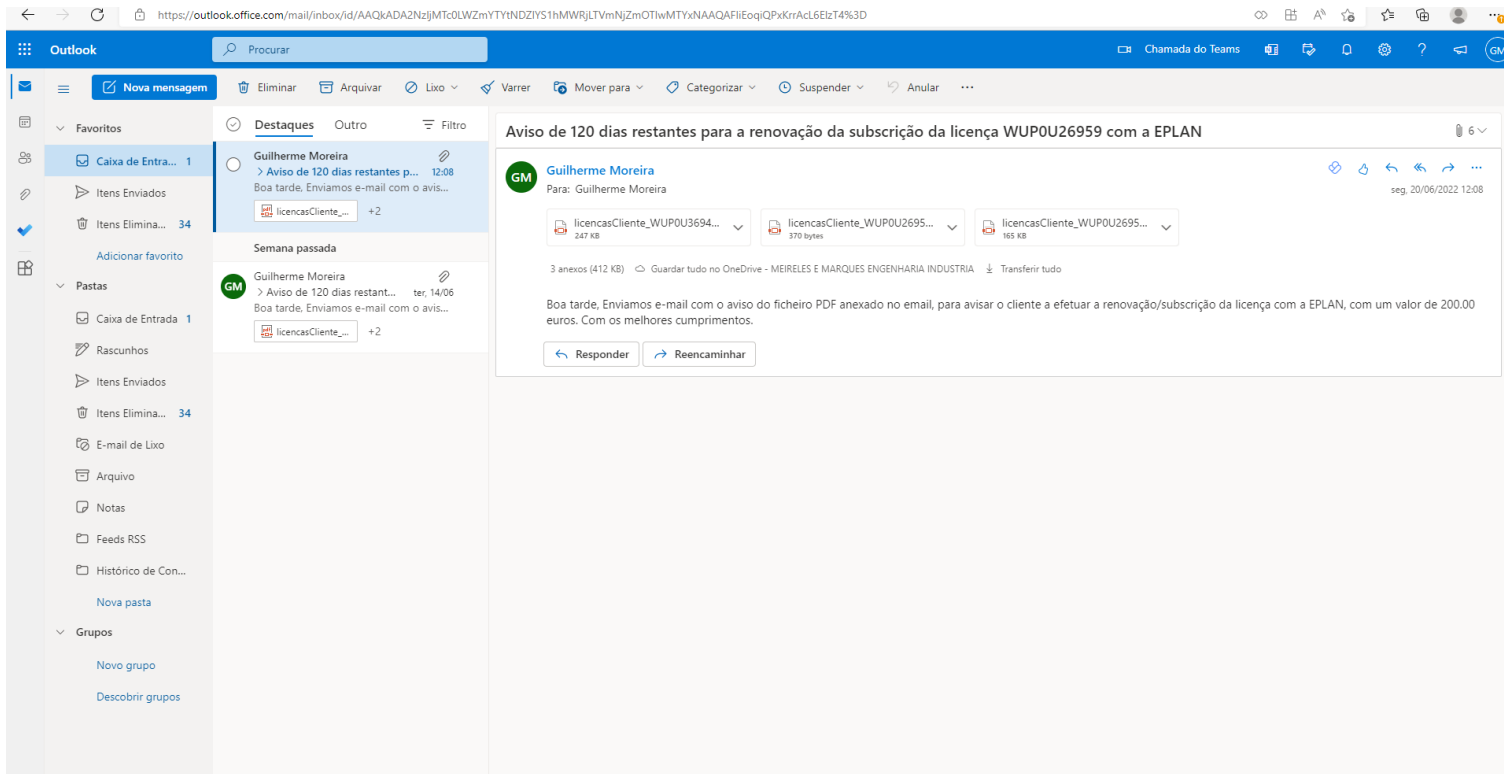 https://outlook.office.com/mail/inbox/id/AAQkADA2NzljMTc0LWZmYTYtNDZlYS1hMWRjLTVmNjZmOTIwMTYxNAAQAFliEoqiQPxKrrAcL6ElzT4%3D
Outlook
Procurar
Chamada do Teams
GM
Nova mensagem
Eliminar
Arquivar
Lixo
Varrer
Mover para
Categorizar
Suspender
Anular
Favoritos
Caixa de Entra... 1
Itens Enviados
Itens Elimina... 34
Adicionar favorito
Pastas
Caixa de Entrada 1
Rascunhos
Itens Enviados
Itens Elimina... 34
E-mail de Lixo
Arquivo
Notas
Feeds RSS
Histórico de Con...
Nova pasta
Grupos
Novo grupo
Descobrir grupos
Destaques Outro Filtro
Guilherme Moreira
> Aviso de 120 dias restantes p... 12:08
Boa tarde, Enviamos e-mail com o avis...
licencasCliente_... +2
Semana passada
GM
Guilherme Moreira
> Aviso de 120 dias restant... ter, 14/06
Boa tarde, Enviamos e-mail com o avis...
licencasCliente_... +2
Aviso de 120 dias restantes para a renovação da subscrição da licença WUP0U26959 com a EPLAN
6
GM
Guilherme Moreira
Para: Guilherme Moreira
seg, 20/06/2022 12:08
licencasCliente_WUP0U3694...
247 KB
licencasCliente_WUP0U2695...
370 bytes
licencasCliente_WUP0U2695...
165 KB
3 anexos (412 KB) Guardar tudo no OneDrive - MEIRELES E MARQUES ENGENHARIA INDUSTRIA Transferir tudo
Boa tarde, Enviamos e-mail com o aviso do ficheiro PDF anexado no email, para avisar o cliente a efetuar a renovação/subscrição da licença com a EPLAN, com um valor de 200.00
euros. Com os melhores cumprimentos.
Responder
Reencaminhar